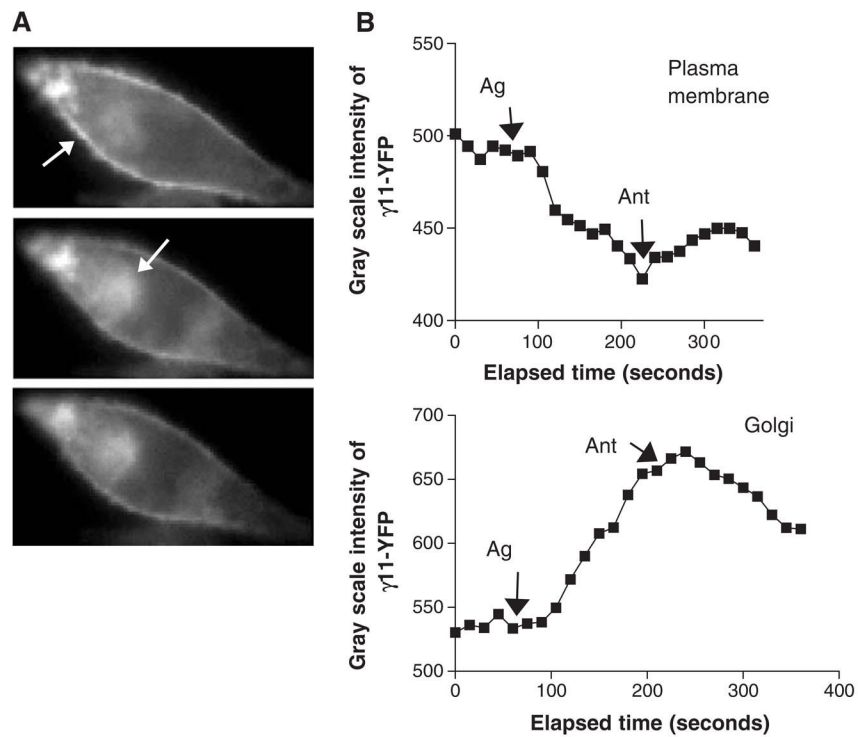 A
B
Gray scale intensity of
γ11-YFP
550
500
450
400
Ag
Ant
Plasma
membrane
0
100
200
300
Elapsed time (seconds)
Gray scale intensity of
γ11-YFP
700
650
600
550
500
Ag
Ant
Golgi
0
100
200
300
400
Elapsed time (seconds)